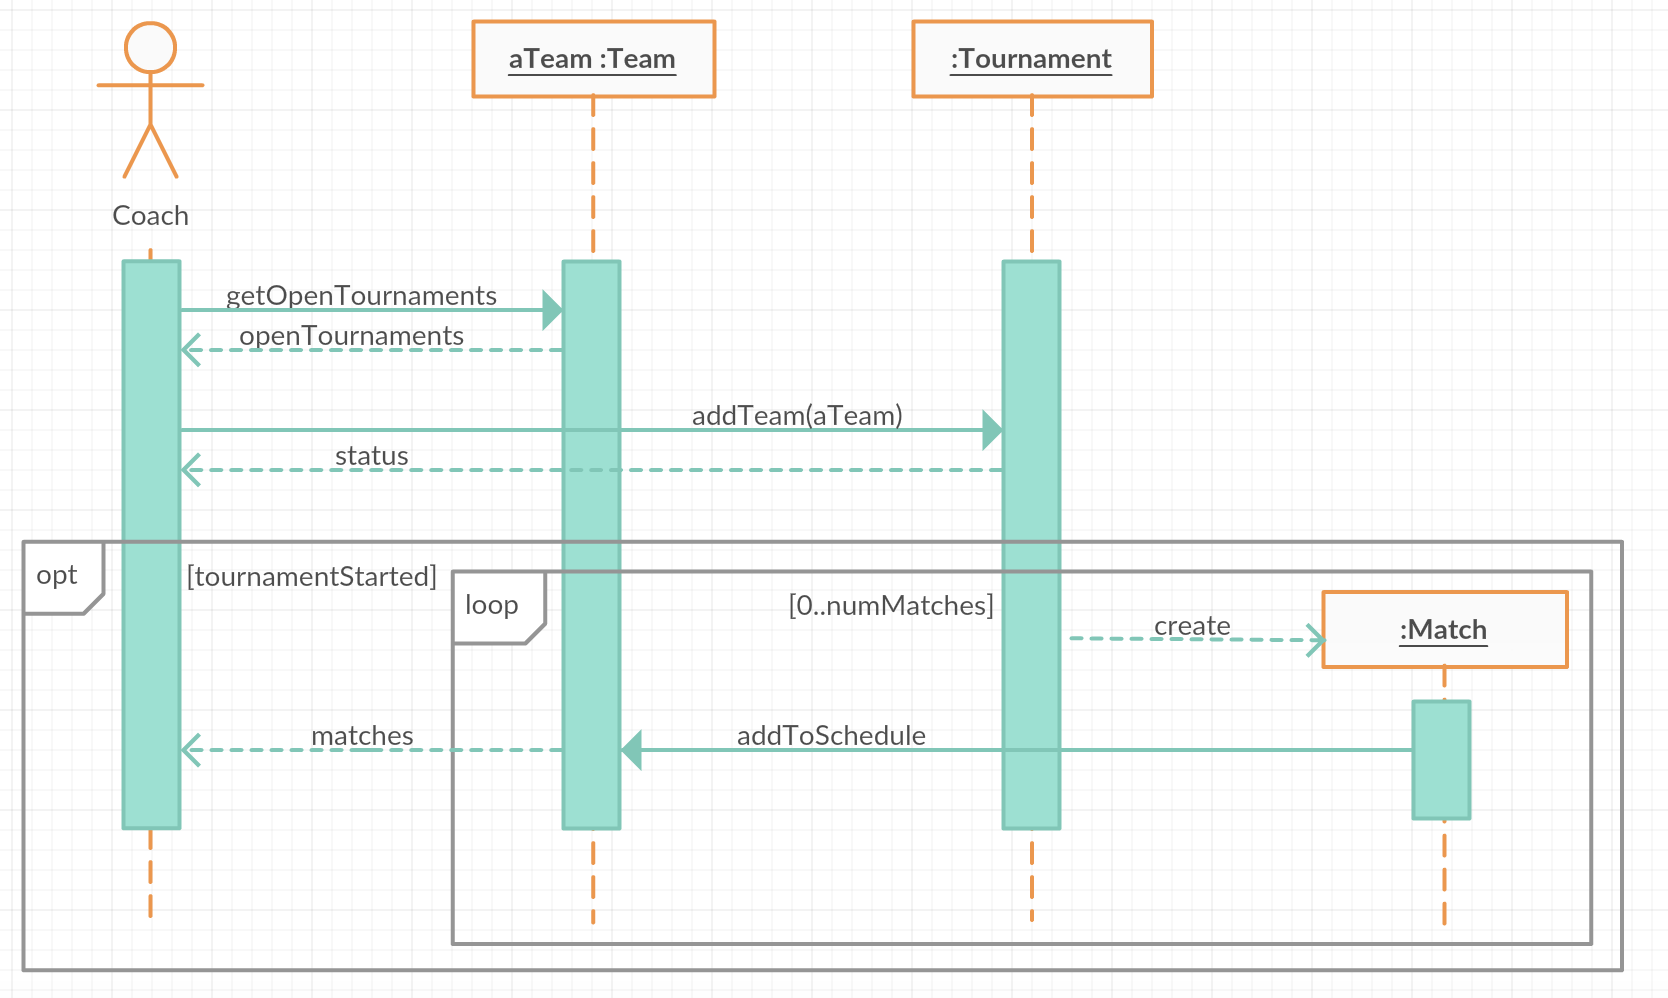 aTeam :Team
:Tournament
Coach
getOpenTournaments
openTournaments
addTeam(aTeam)
status
opt
[tournamentStarted]
loop
[0..numMatches]
create
:Match
matches
addToSchedule